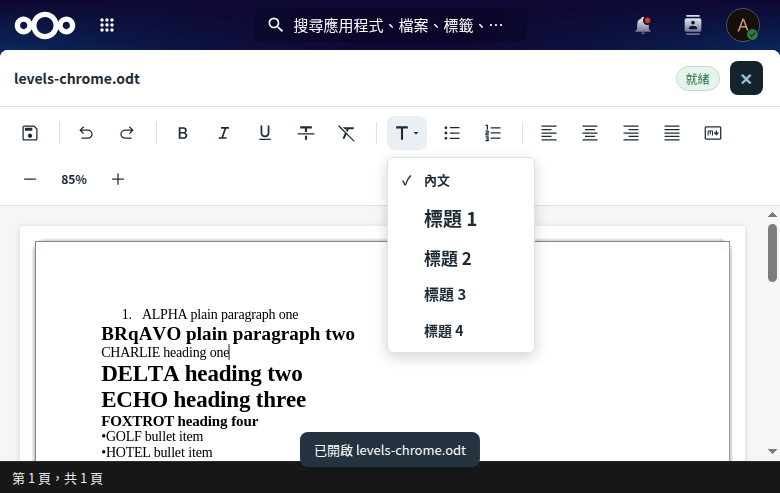 搜尋應用程式、檔案、標籤、…
A
levels-chrome.odt
就緒
85%
內文
標題 1
標題 2
標題 3
標題 4
1. ALPHA plain paragraph one
BRqAVO plain paragraph two
CHARLIE heading one
DELTA heading two
ECHO heading three
FOXTROT heading four
•GOLF bullet item
•HOTEL bullet item
已開啟 levels-chrome.odt
第 1 頁，共 1 頁